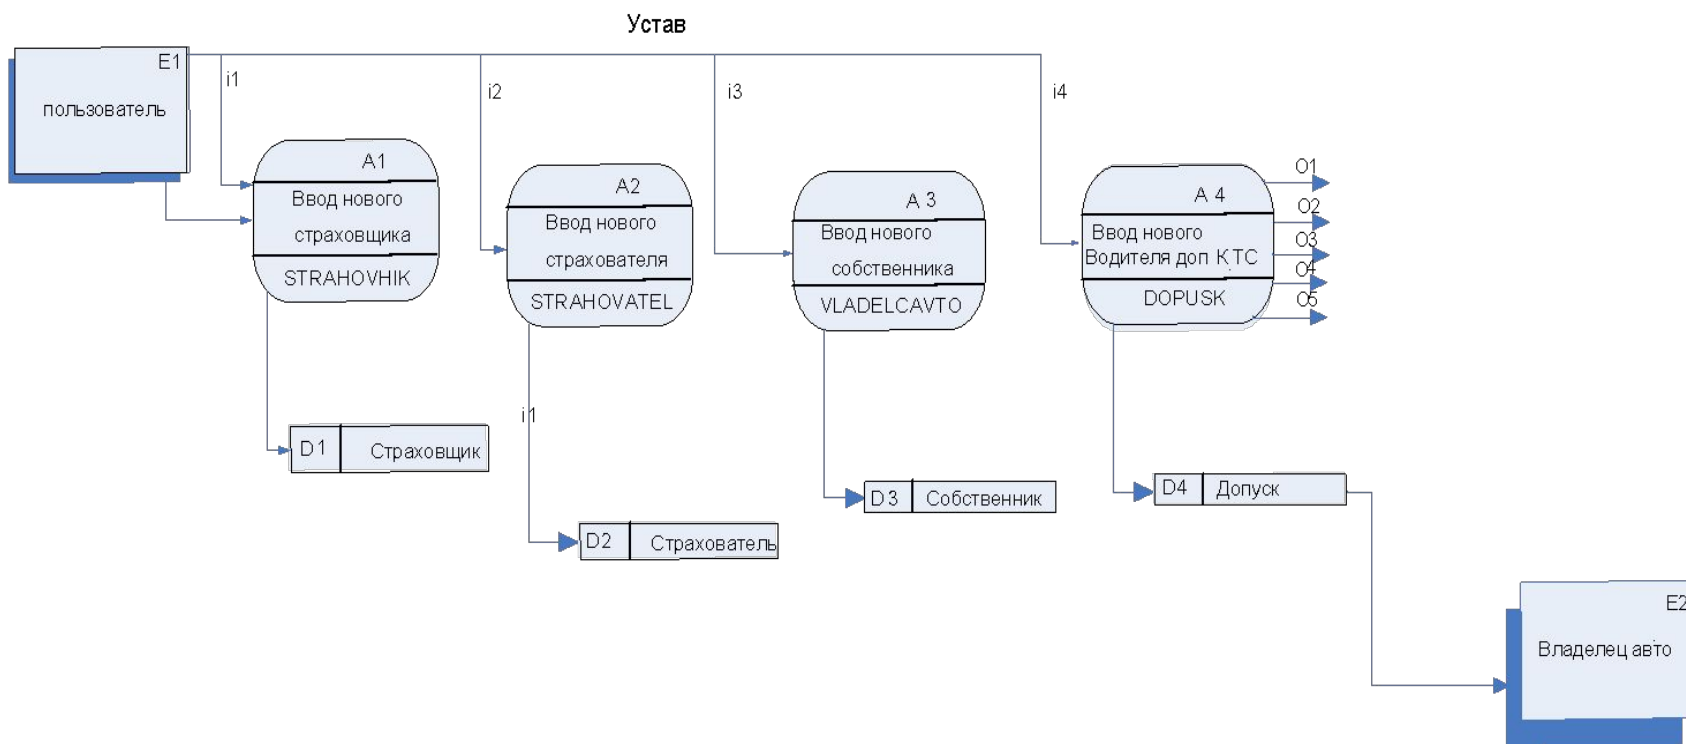 Устав
E1
пользователь
i1
i2
i3
i4
A1
Ввод нового
страховщика
STRAHOVHIK
A2
Ввод нового
страхователя
STRAHOVATEL
A 3
Ввод нового
собственника
VLADELCAVTO
A 4
Ввод нового
Водителя доп К ТС
DOPUSK
O1
O2
O3
O4
O5
i1
D1 Страховщик
D2 Страхователь
D3 Собственник
D4 Допуск
E2
Владелец авто